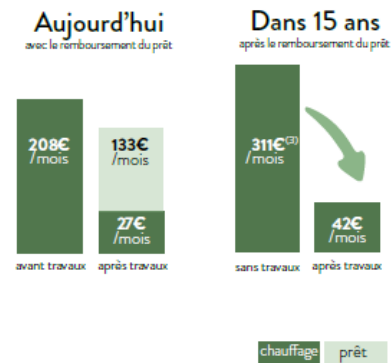 Aujourd'hui
avec le remboursement du prêt
208€
/mois
133€
/mois
27€
/mois
avant travaux
après travaux
Dans 15 ans
après le remboursement du prêt
311€(3)
/mois
42€
/mois
sans travaux
après travaux
chauffage
prêt